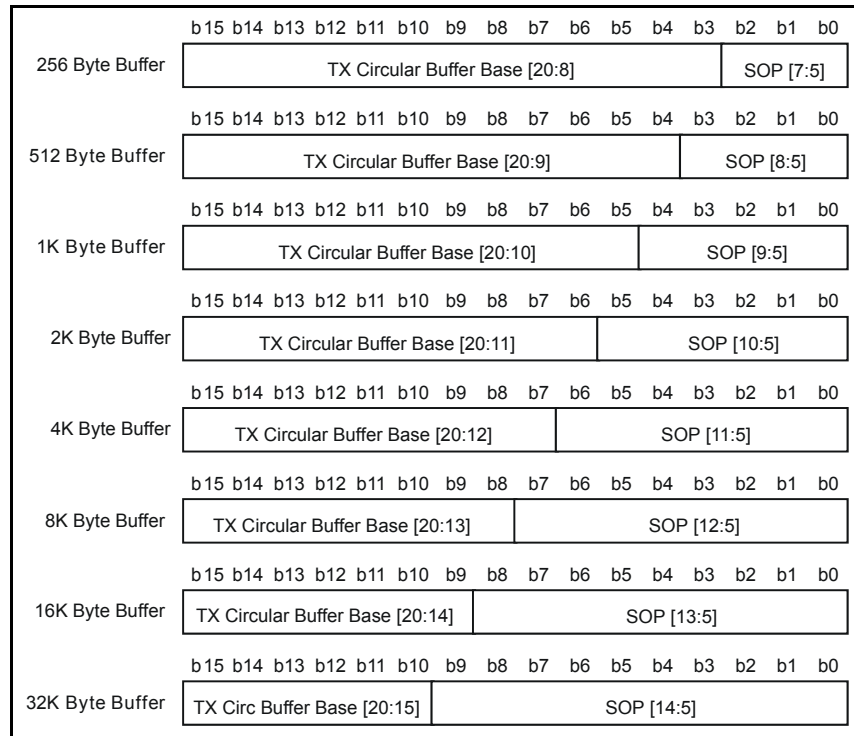 b15 b14 b13 b12 b11 b10 b9 b8 b7 b6 b5 b4 b3 b2 b1 b0
256 Byte Buffer TX Circular Buffer Base [20:8] SOP [7:5]
b15 b14 b13 b12 b11 b10 b9 b8 b7 b6 b5 b4 b3 b2 b1 b0
512 Byte Buffer TX Circular Buffer Base [20:9] SOP [8:5]
b15 b14 b13 b12 b11 b10 b9 b8 b7 b6 b5 b4 b3 b2 b1 b0
1K Byte Buffer TX Circular Buffer Base [20:10] SOP [9:5]
b15 b14 b13 b12 b11 b10 b9 b8 b7 b6 b5 b4 b3 b2 b1 b0
2K Byte Buffer TX Circular Buffer Base [20:11] SOP [10:5]
b15 b14 b13 b12 b11 b10 b9 b8 b7 b6 b5 b4 b3 b2 b1 b0
4K Byte Buffer TX Circular Buffer Base [20:12] SOP [11:5]
b15 b14 b13 b12 b11 b10 b9 b8 b7 b6 b5 b4 b3 b2 b1 b0
8K Byte Buffer TX Circular Buffer Base [20:13] SOP [12:5]
b15 b14 b13 b12 b11 b10 b9 b8 b7 b6 b5 b4 b3 b2 b1 b0
16K Byte Buffer TX Circular Buffer Base [20:14] SOP [13:5]
b15 b14 b13 b12 b11 b10 b9 b8 b7 b6 b5 b4 b3 b2 b1 b0
32K Byte Buffer TX Circ Buffer Base [20:15] SOP [14:5]